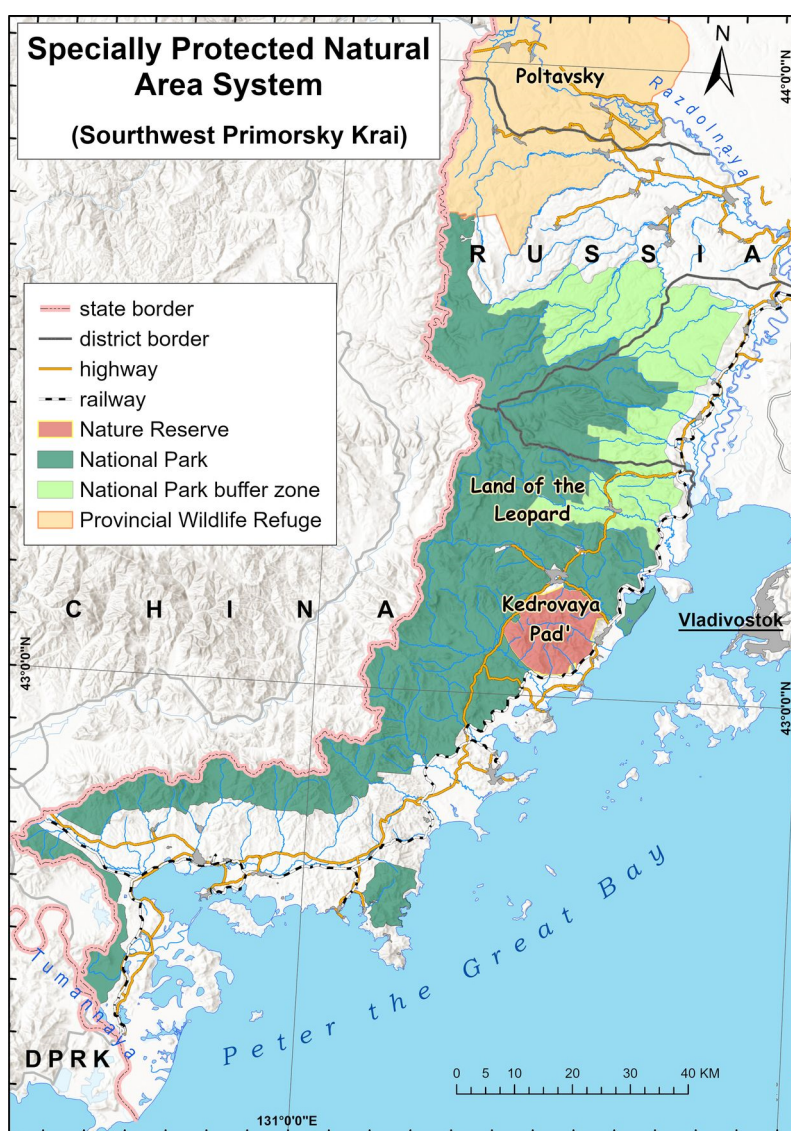 Specially Protected Natural
Area System
(Sourthwest Primorsky Krai)
N
44°0'0"N
Poltavsky
Razdolnaya
RUSSIA
state border
district border
highway
railway
Nature Reserve
National Park
National Park buffer zone
Provincial Wildlife Refuge
Land of the
Leopard
CHINA
Kedrovaya
Pad'
Vladivostok
43°0'0"N
43°0'0"N
Peter the Great Bay
Tumannaya
DPRK
0 5 10 20 30 40 KM
131°0'0"E